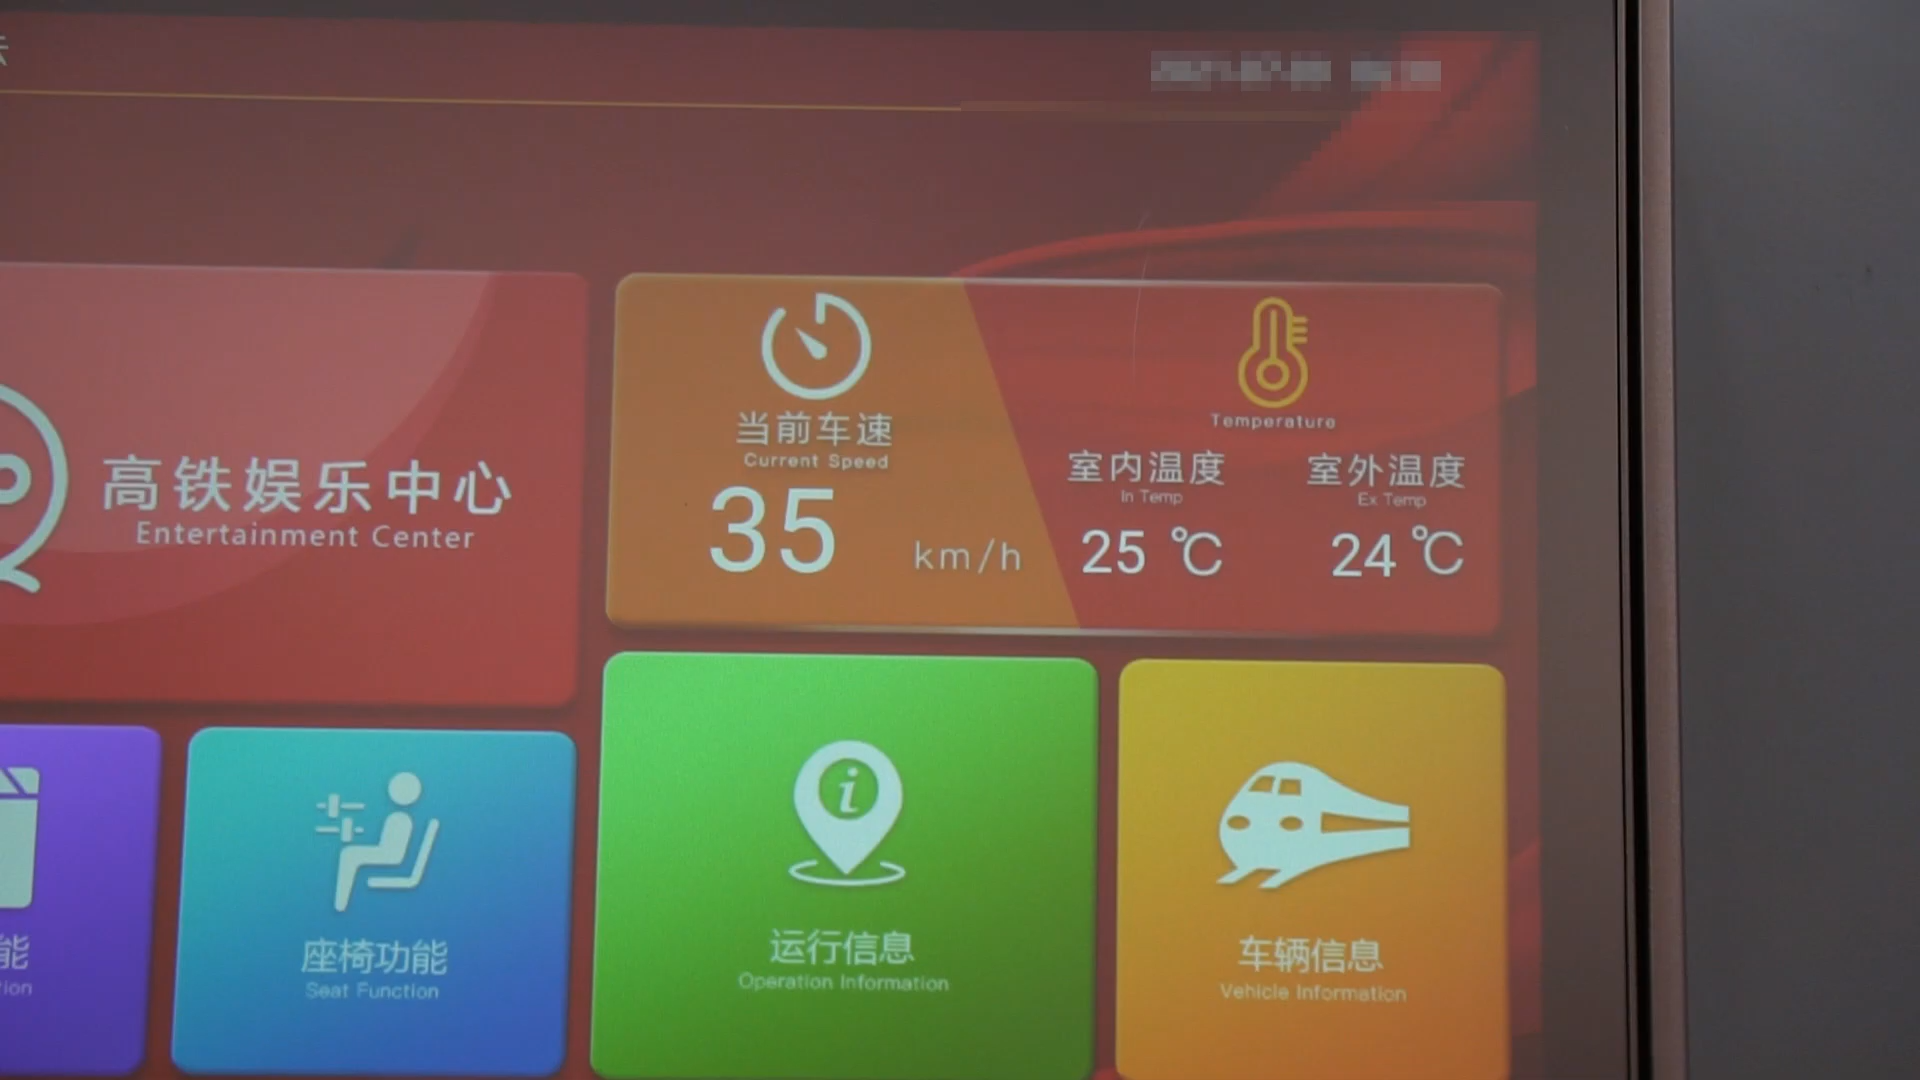 高铁娱乐中心
Entertainment Center
当前车速
Current Speed
35 km/h
Temperature
室内温度
In Temp
25 ℃
室外温度
Ex Temp
24 ℃
能
tion
座椅功能
Seat Function
i
运行信息
Operation Information
车辆信息
Vehicle Information